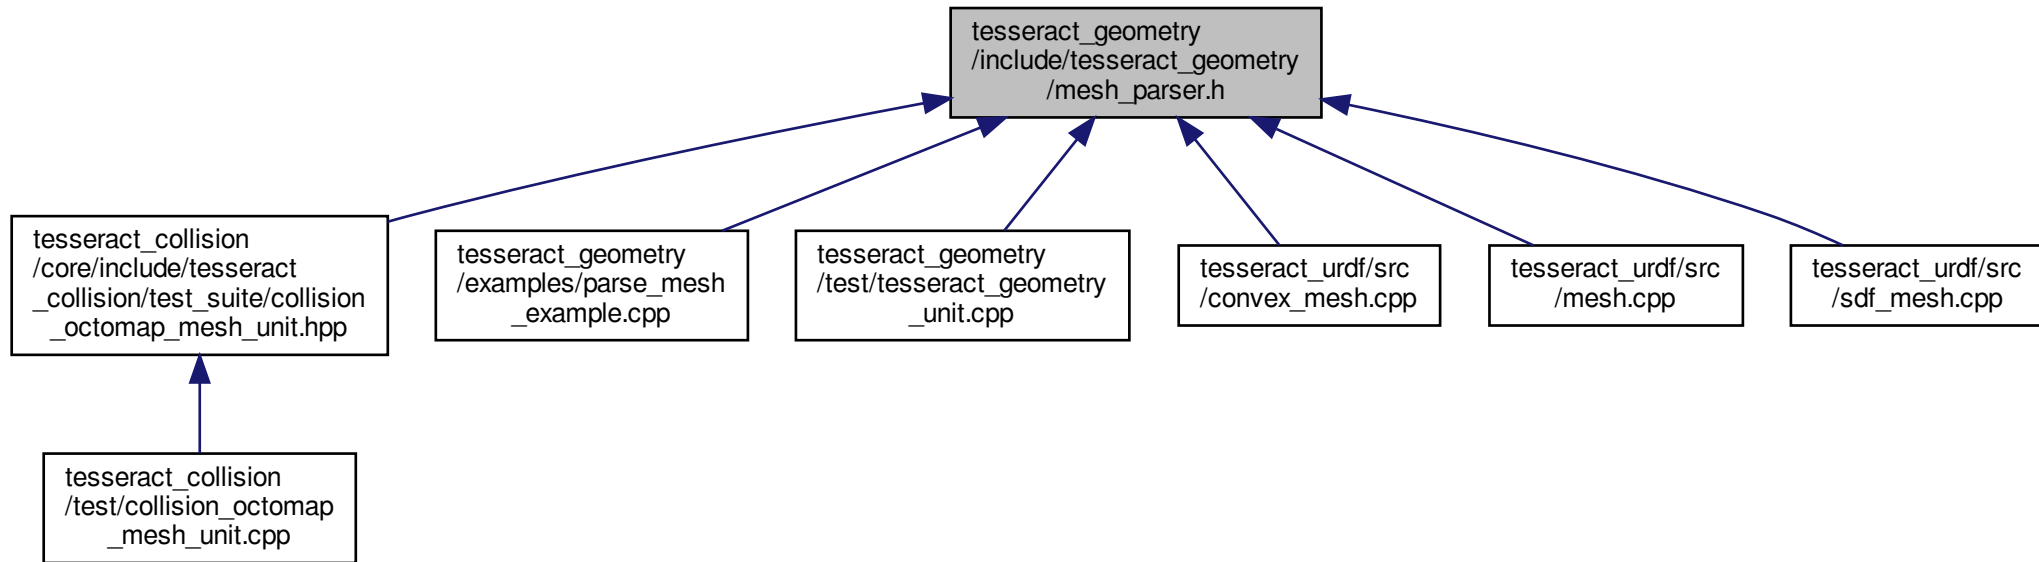 tesseract_geometry
/include/tesseract_geometry
/mesh_parser.h
tesseract_collision
/core/include/tesseract
_collision/test_suite/collision
_octomap_mesh_unit.hpp
tesseract_geometry
/examples/parse_mesh
_example.cpp
tesseract_geometry
/test/tesseract_geometry
_unit.cpp
tesseract_urdf/src
/convex_mesh.cpp
tesseract_urdf/src
/mesh.cpp
tesseract_urdf/src
/sdf_mesh.cpp
tesseract_collision
/test/collision_octomap
_mesh_unit.cpp